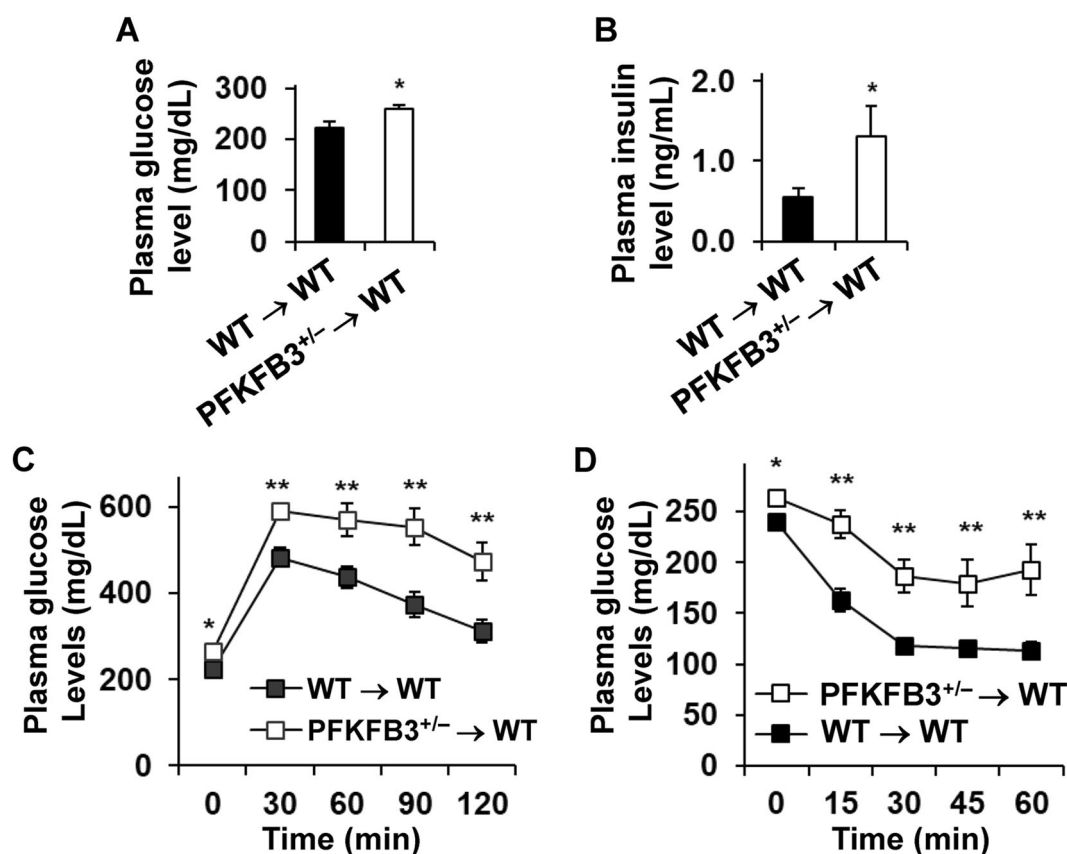 A
Plasma glucose
level (mg/dL)
300
200
100
0
*
WT → WT
PFKFB3+/– → WT
B
Plasma insulin
level (ng/mL)
2.0
1.0
0.0
*
WT → WT
PFKFB3+/– → WT
C
Plasma glucose
Levels (mg/dL)
600
400
200
0
*
**
**
**
**
WT → WT
PFKFB3+/– → WT
0 30 60 90 120
Time (min)
D
Plasma glucose
Levels (mg/dL)
250
200
150
100
50
0
*
**
**
**
**
PFKFB3+/– → WT
WT → WT
0 15 30 45 60
Time (min)